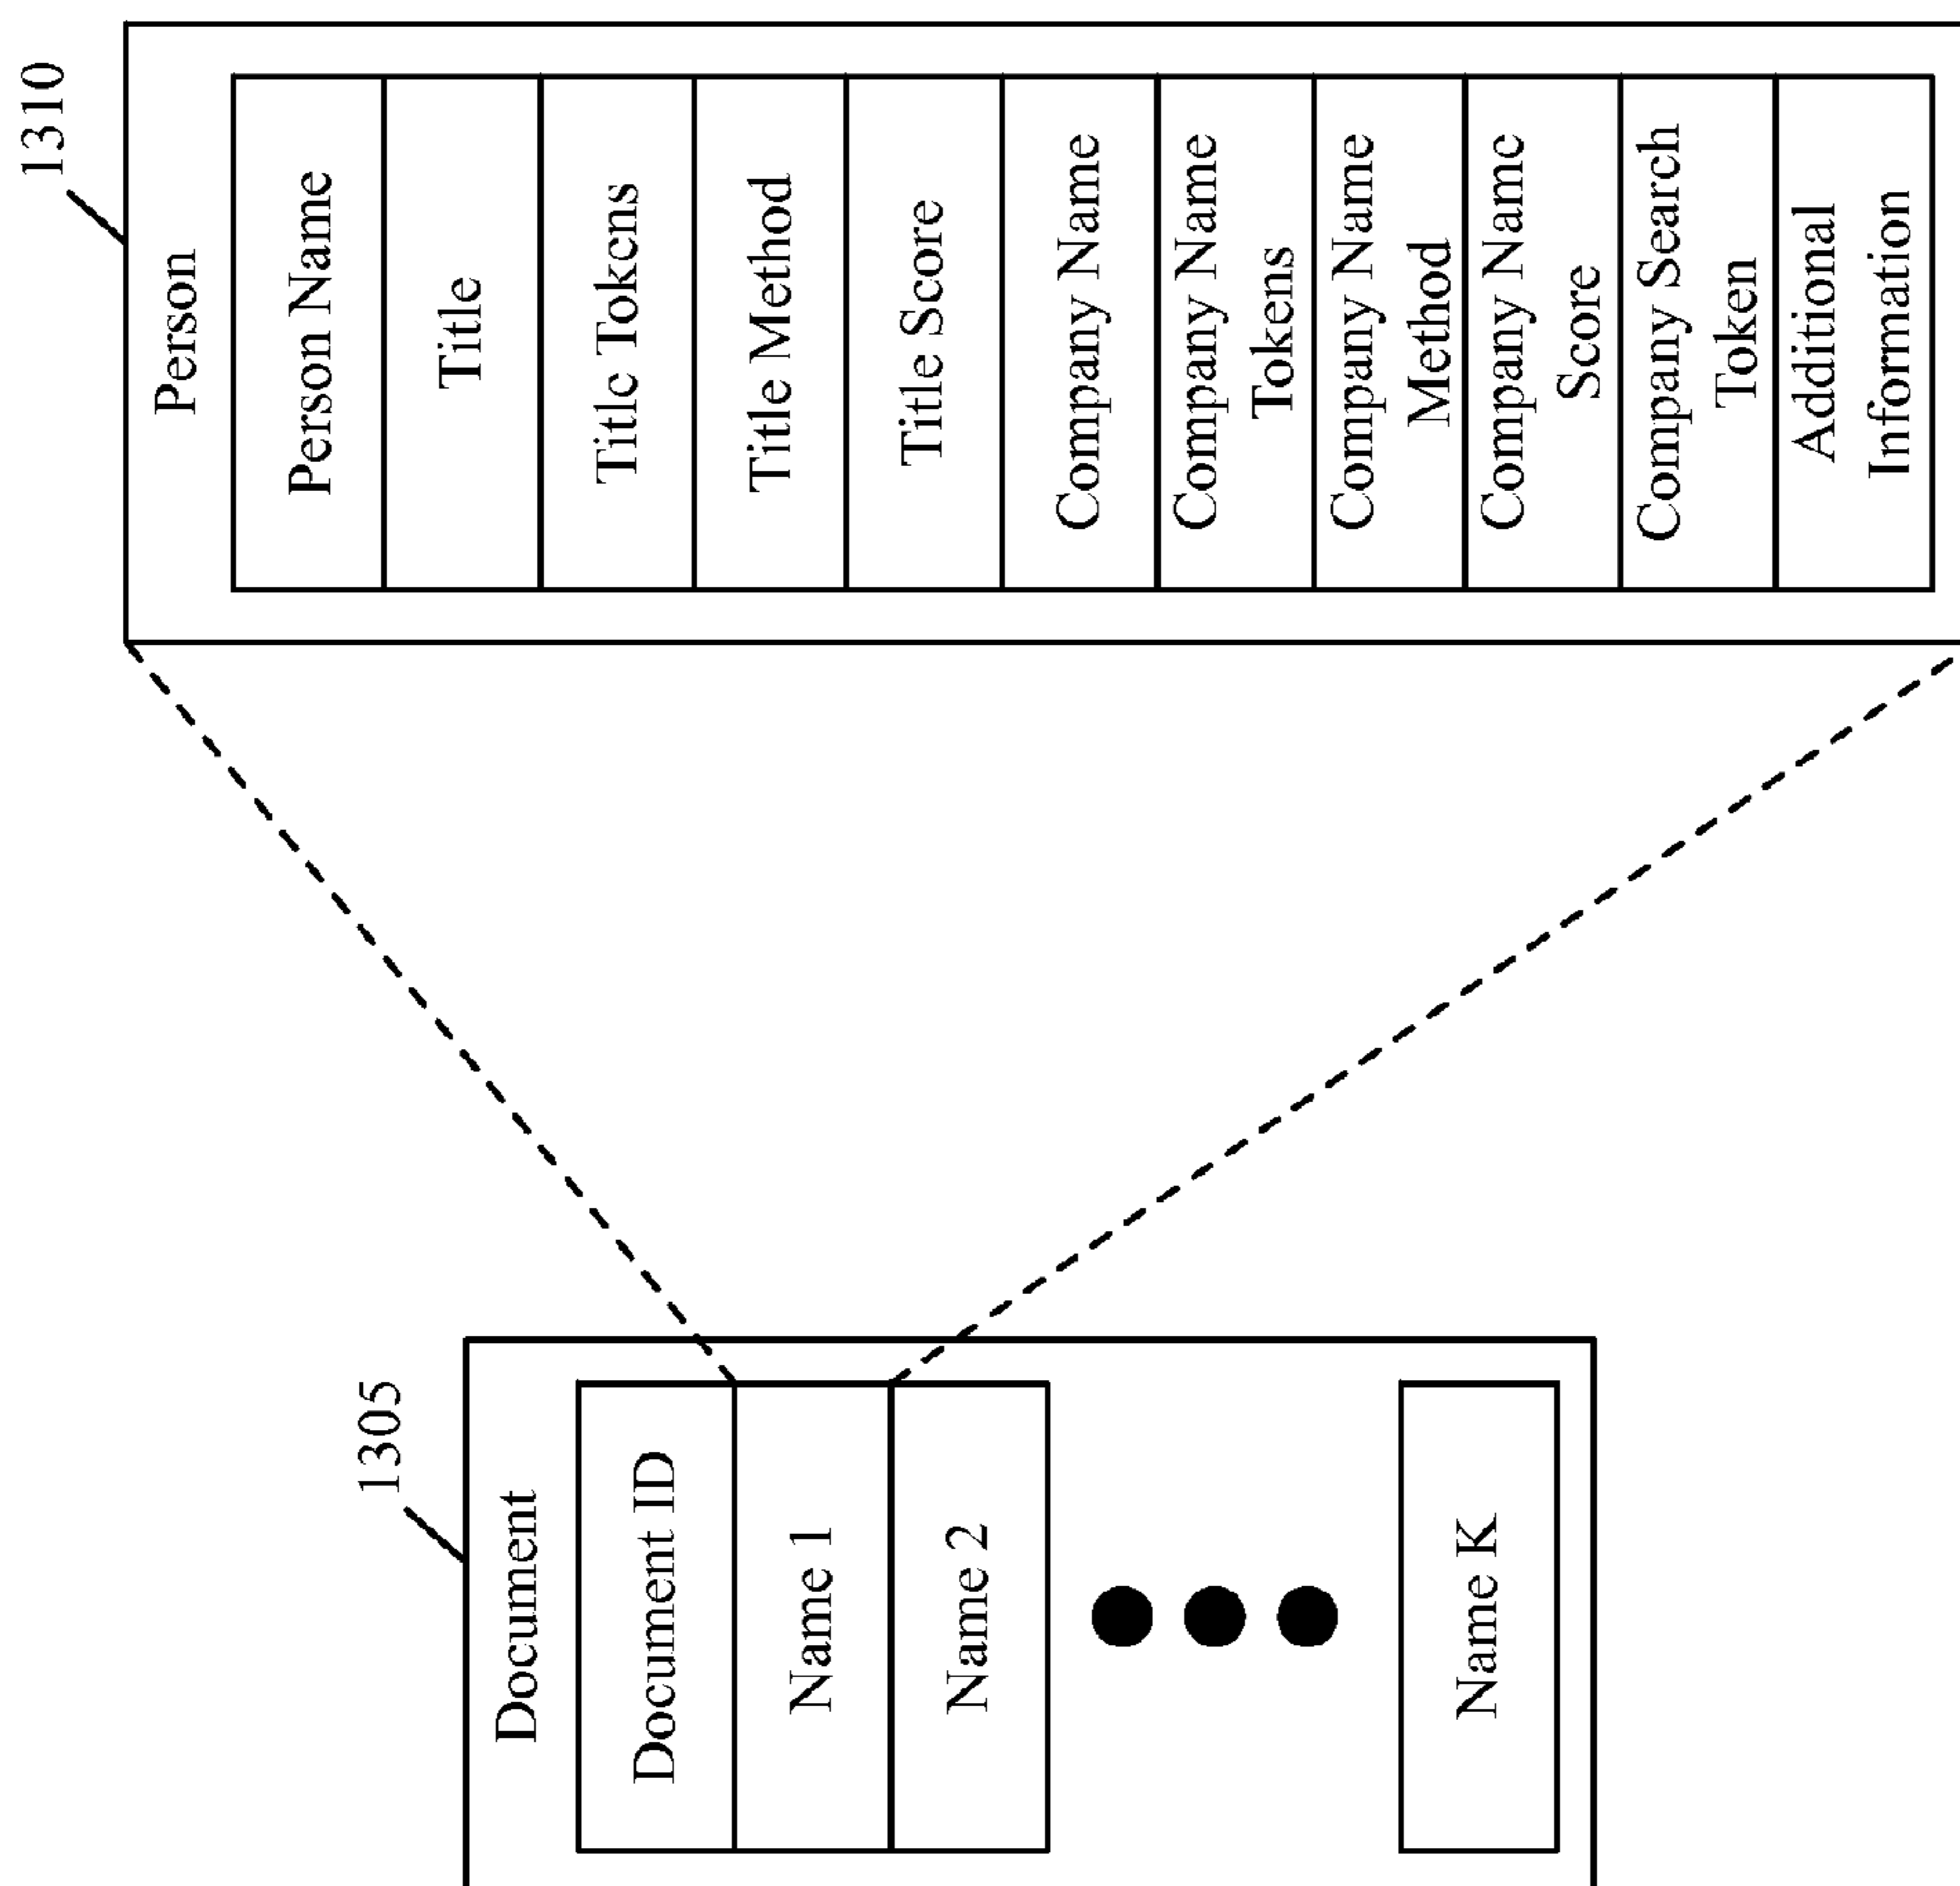 1305
Document
Document ID
Name 1
Name 2
Name K
1310
Person
Person Name
Title
Title Tokens
Title Method
Title Score
Company Name
Company Name
Tokens
Company Name
Method
Company Name
Score
Company Search
Token
Additional
Information